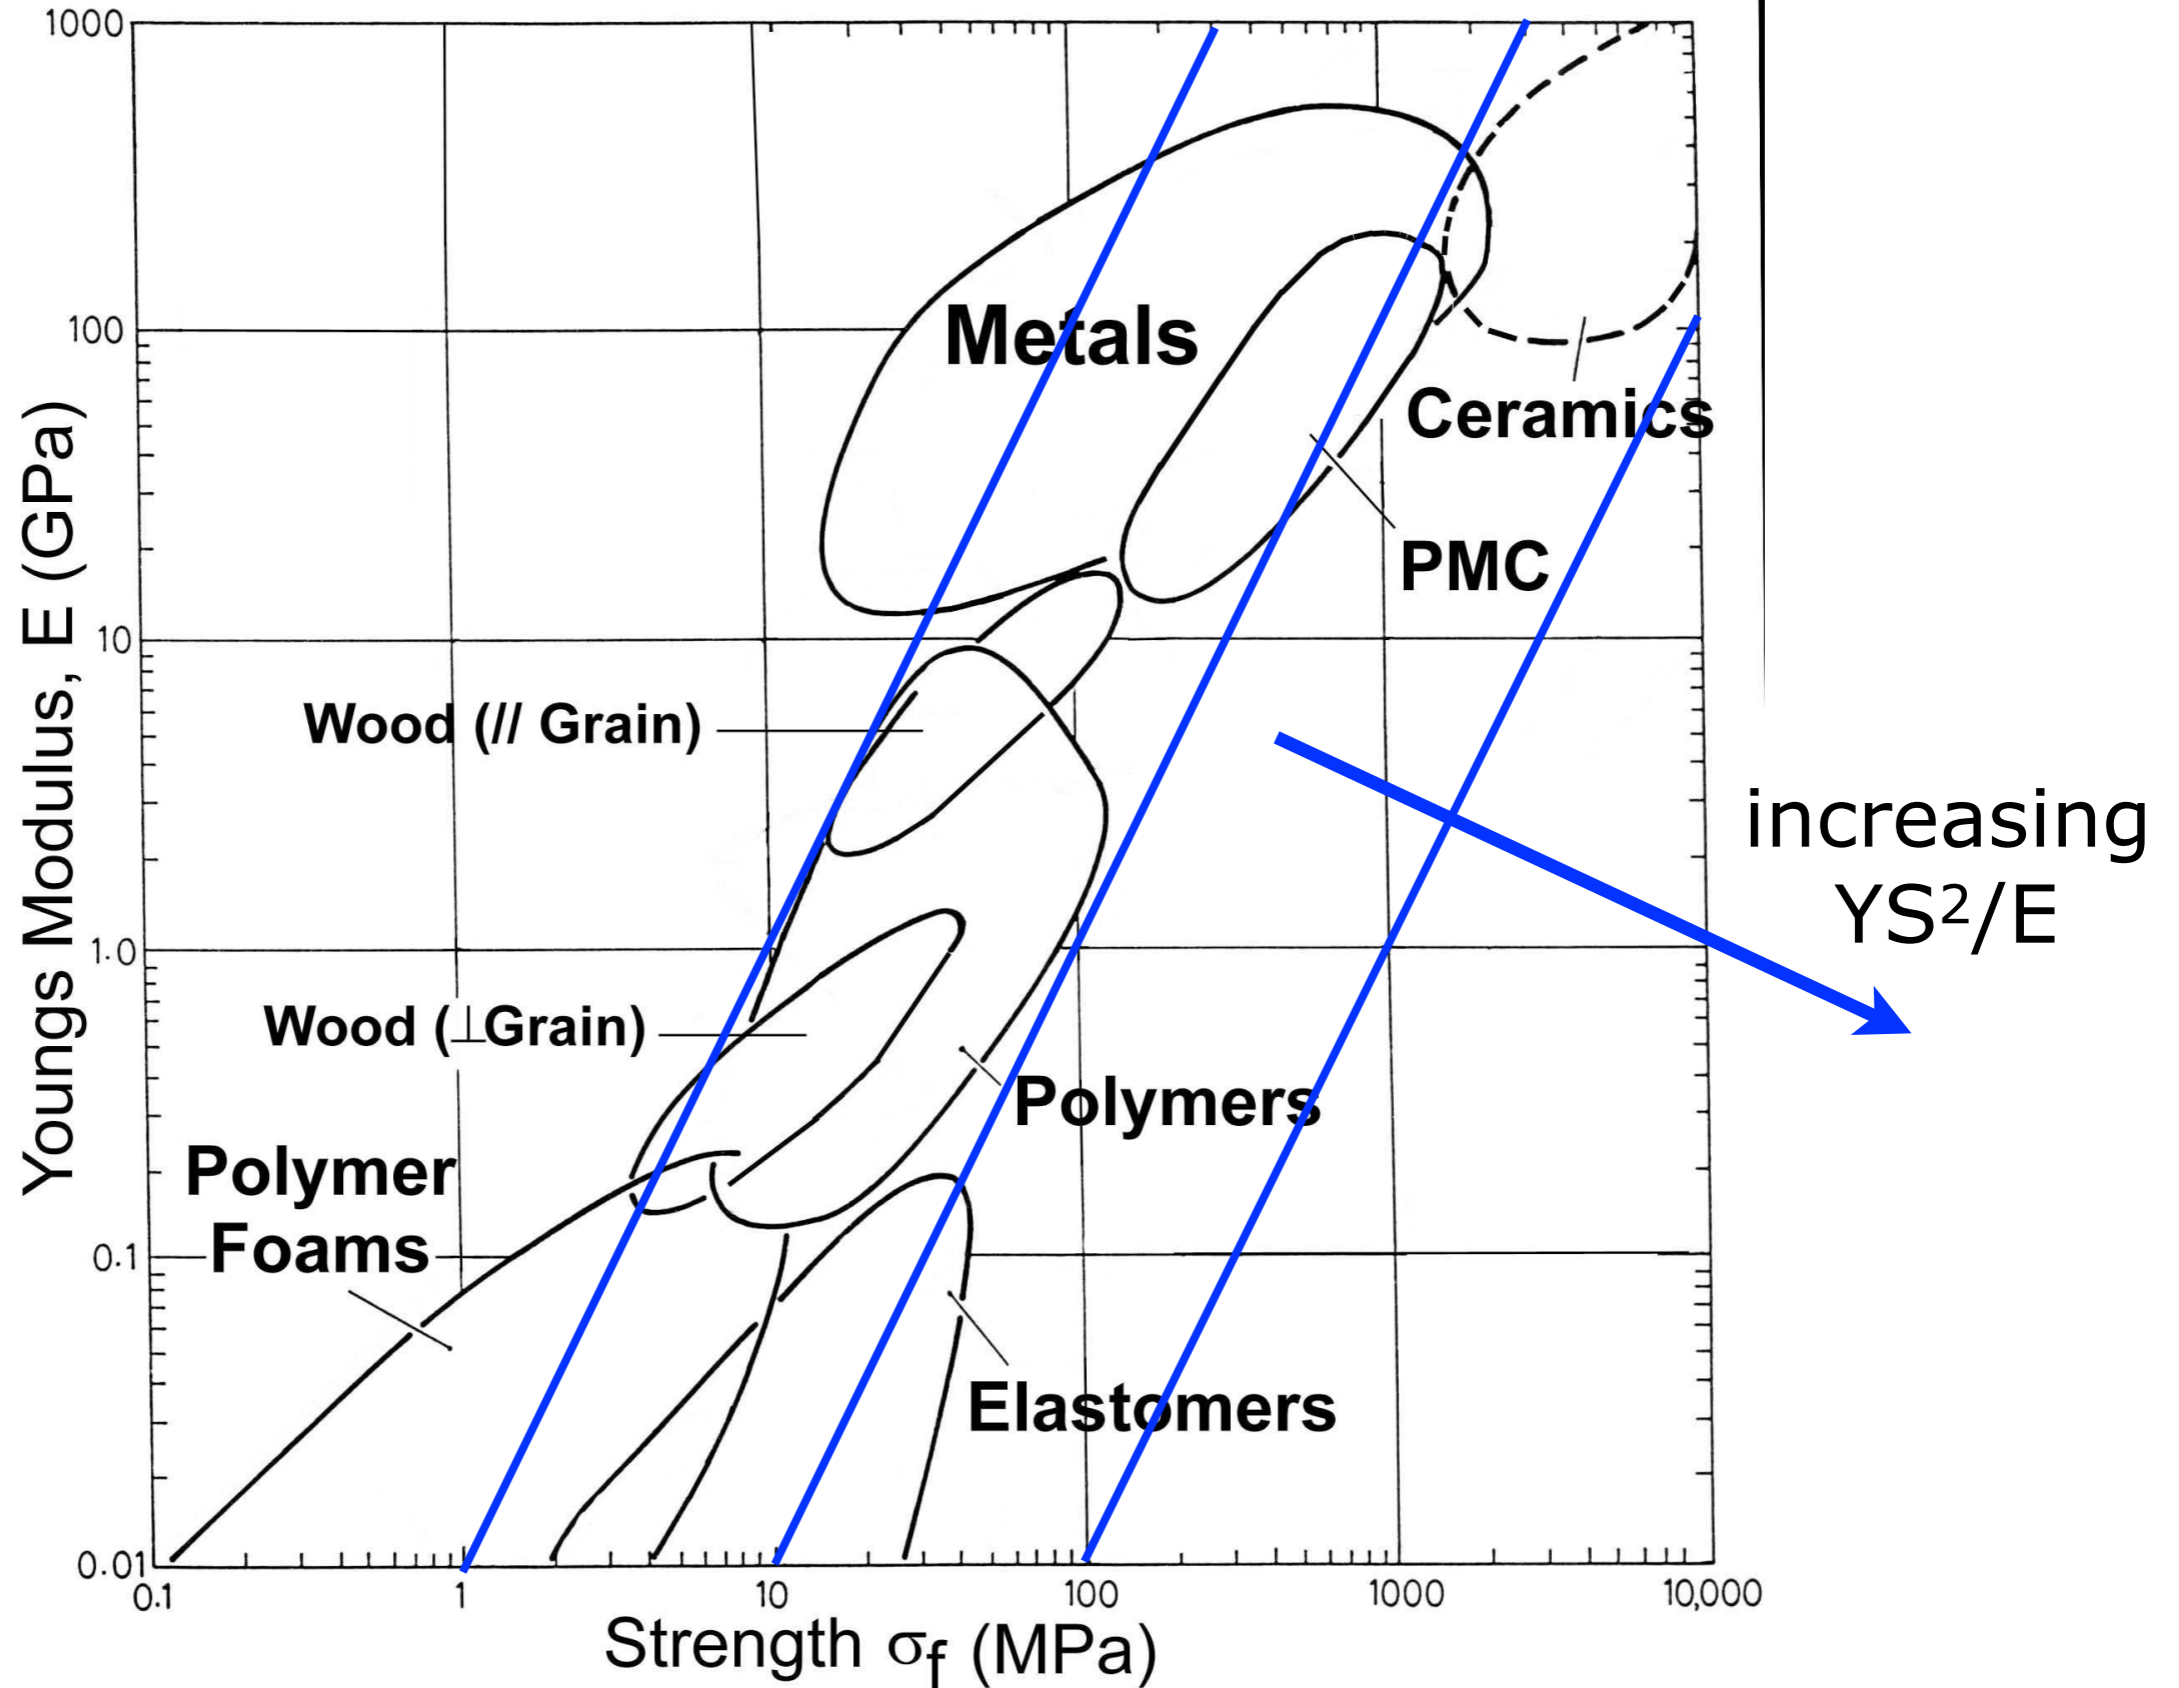 1000
100
10
1.0
0.1
0.01
Youngs Modulus, E (GPa)
Metals
Ceramics
PMC
Wood (// Grain)
Wood (⊥Grain)
Polymers
Polymer
Foams
Elastomers
increasing
YS²/E
0.1 1 10 100 1000 10,000
Strength σf (MPa)